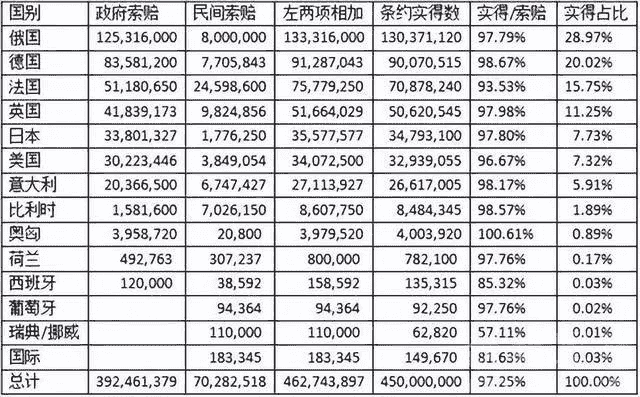 国别 政府索赔 民间索赔 左两项相加 条约实得数 实得/索赔 实得占比
俄国 125,316,000 8,000,000 133,316,000 130,371,120 97.79% 28.97%
德国 83,581,200 7,705,843 91,287,043 90,070,515 98.67% 20.02%
法国 51,180,650 24,598,600 75,779,250 70,878,240 93.53% 15.75%
英国 41,839,173 9,824,856 51,664,029 50,620,545 97.98% 11.25%
日本 33,801,327 1,776,250 35,577,577 34,793,100 97.80% 7.73%
美国 30,223,446 3,849,054 34,072,500 32,939,055 96.67% 7.32%
意大利 20,366,500 6,747,427 27,113,927 26,617,005 98.17% 5.91%
比利时 1,581,600 7,026,150 8,607,750 8,484,345 98.57% 1.89%
奥匈 3,958,720 20,800 3,979,520 4,003,920 100.61% 0.89%
荷兰 492,763 307,237 800,000 782,100 97.76% 0.17%
西班牙 120,000 38,592 158,592 135,315 85.32% 0.03%
葡萄牙 94,364 94,364 92,250 97.76% 0.02%
瑞典/挪威 110,000 110,000 62,820 57.11% 0.01%
国际 183,345 183,345 149,670 81.63% 0.03%
总计 392,461,379 70,282,518 462,743,897 450,000,000 97.25% 100.00%